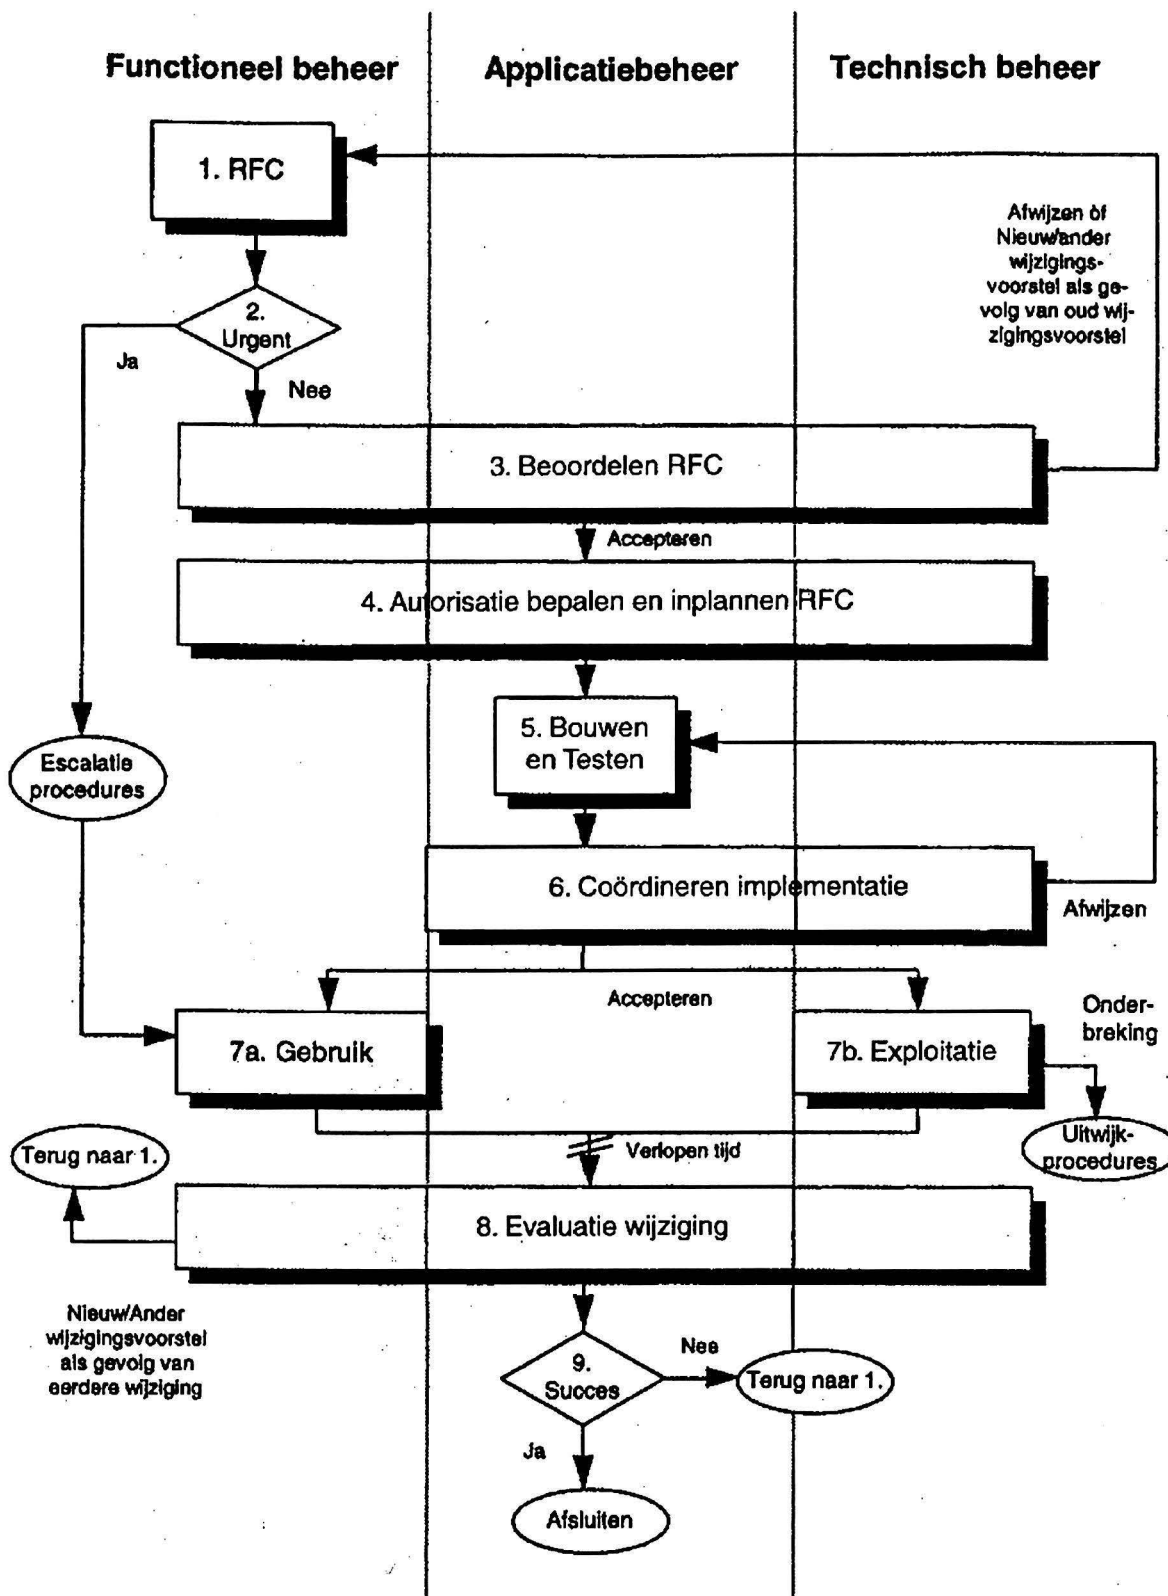 Functioneel beheer
Applicatiebeheer
Technisch beheer
1. RFC
Afwijzen òf
Nieuw/ander
wijzigings-
voorstel als ge-
volg van oud wij-
zigingsvoorstel
2.
Urgent
Ja
Nee
3. Beoordelen RFC
Accepteren
4. Autorisatie bepalen en inplannen RFC
5. Bouwen
en Testen
Escalatie
procedures
6. Coördineren implementatie
Afwijzen
Accepteren
Onder-
breking
7a. Gebruik
7b. Exploitatie
Terug naar 1.
Verlopen tijd
Uitwijk-
procedures
8. Evaluatie wijziging
Nieuw/Ander
wijzigingsvoorstel
als gevolg van
eerdere wijziging
9.
Succes
Nee
Terug naar 1.
Ja
Afsluiten